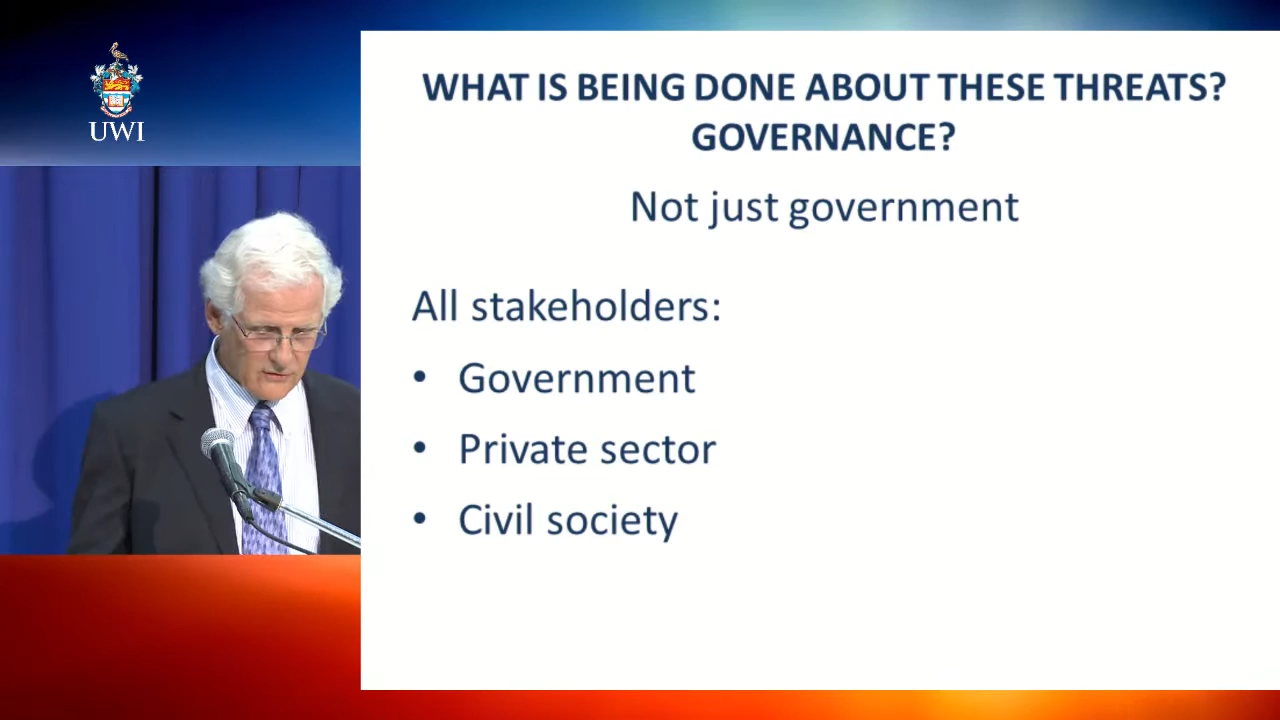 UWI
WHAT IS BEING DONE ABOUT THESE THREATS?
GOVERNANCE?
Not just government
All stakeholders:
• Government
• Private sector
• Civil society